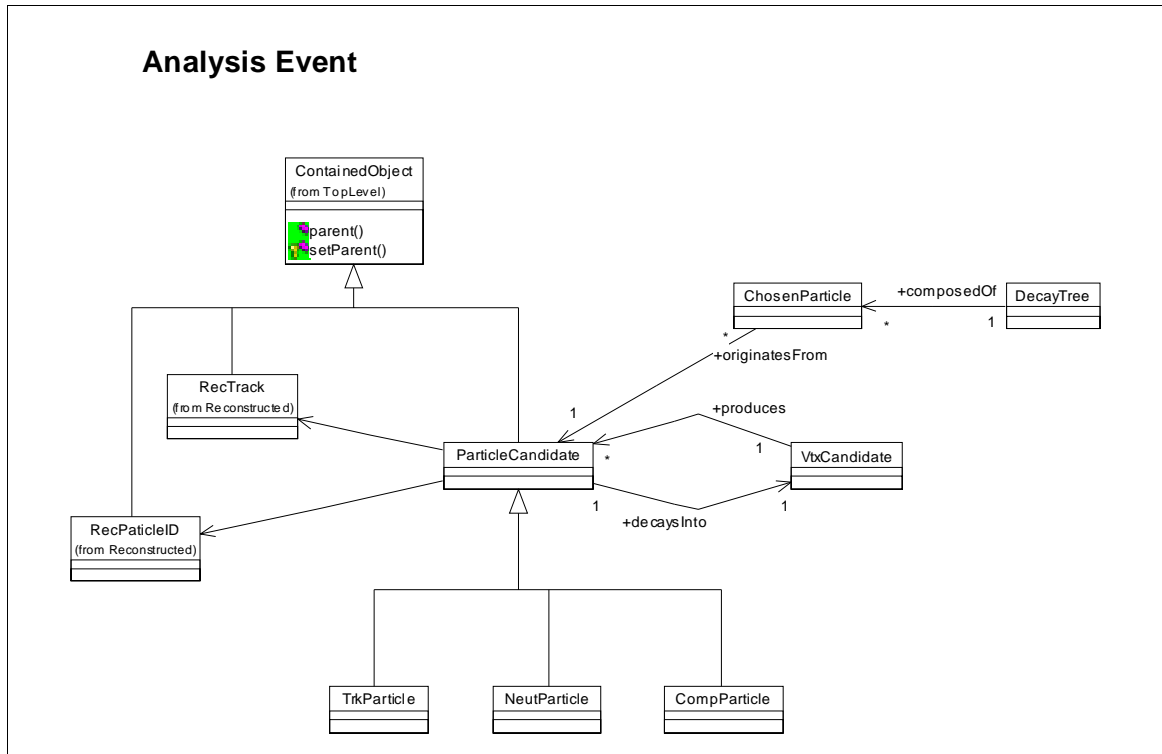 Analysis Event
ContainedObject
(from TopLevel)
parent()
setParent()
ChosenParticle
+composedOf
DecayTree
*
1
*
+originatesFrom
RecTrack
(from Reconstructed)
1
+produces
ParticleCandidate
*
1
VtxCandidate
1
+decaysInto
1
RecPaticleID
(from Reconstructed)
TrkParticle
NeutParticle
CompParticle